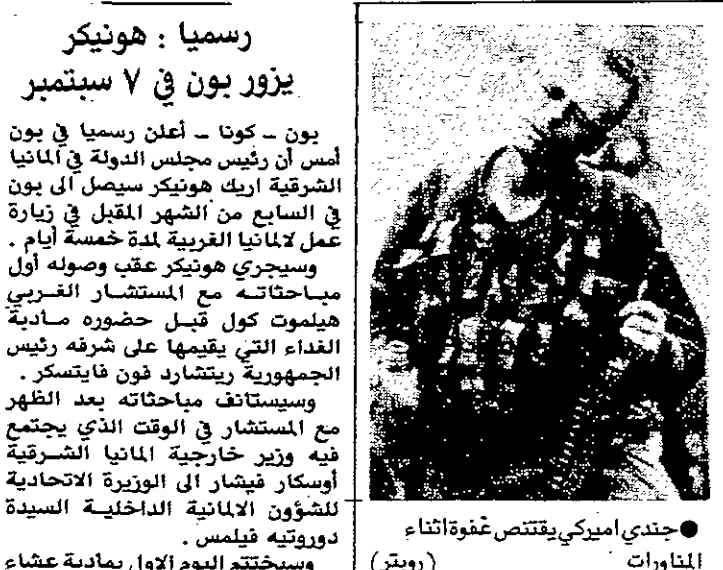 رسميا : هونيكر
يزور بون في ٧ سبتمبر
بون ـ كونا ـ أعلن رسميا في بون
أمس أن رئيس مجلس الدولة في المانيا
الشرقية اريك هونيكر سيصل الى بون
في السابع من الشهر المقبل في زيارة
عمل لالمانيا الغربية لمدة خمسة أيام .
وسيجري هونيكر عقب وصوله أول
مباحثاته مع المستشار الغربي
هيلموت كول قبل حضوره مأدبة
الغداء التي يقيمها على شرفه رئيس
الجمهورية ريتشارد فون فايتسكر .
وسيستانف مباحثاته بعد الظهر
مع المستشار في الوقت الذي يجتمع
فيه وزير خارجية المانيا الشرقية
أوسكار فيشار الى الوزيرة الاتحادية
للشؤون الالمانية الداخلية السيدة
دوروتيه فيلمس .
وسيختتم اليوم الاول بمأدبة عشاء
●جندي اميركي يقتنص غفوة اثناء
المناورات (رويتر)